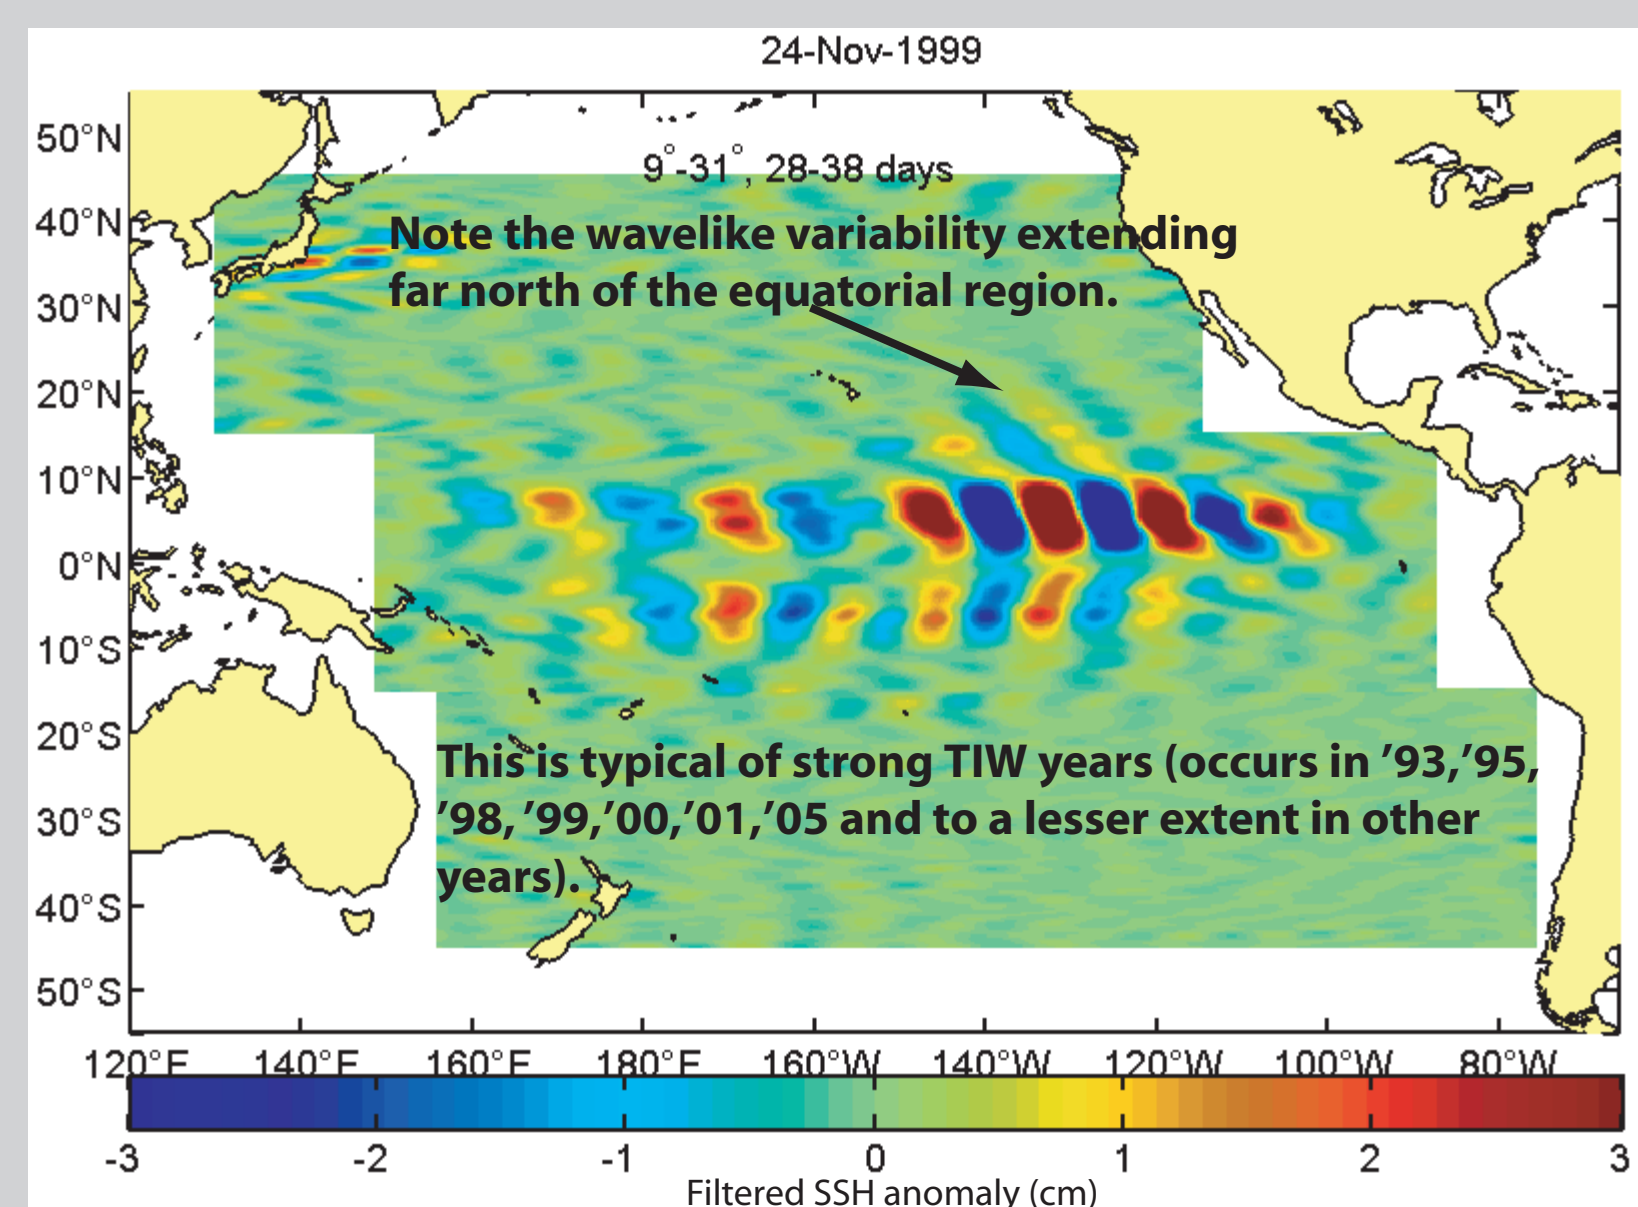 24-Nov-1999
50°N
9°-31°, 28-38 days
40°N
Note the wavelike variability extending
far north of the equatorial region.
30°N
20°N
10°N
0°N
10°S
20°S
This is typical of strong TIW years (occurs in ’93,’95,
’98, ’99,’00,’01,’05 and to a lesser extent in other
years).
30°S
40°S
50°S
120°E 140°E 160°E 180°E 160°W 140°W 120°W 100°W 80°W
-3 -2 -1 0 1 2 3
Filtered SSH anomaly (cm)